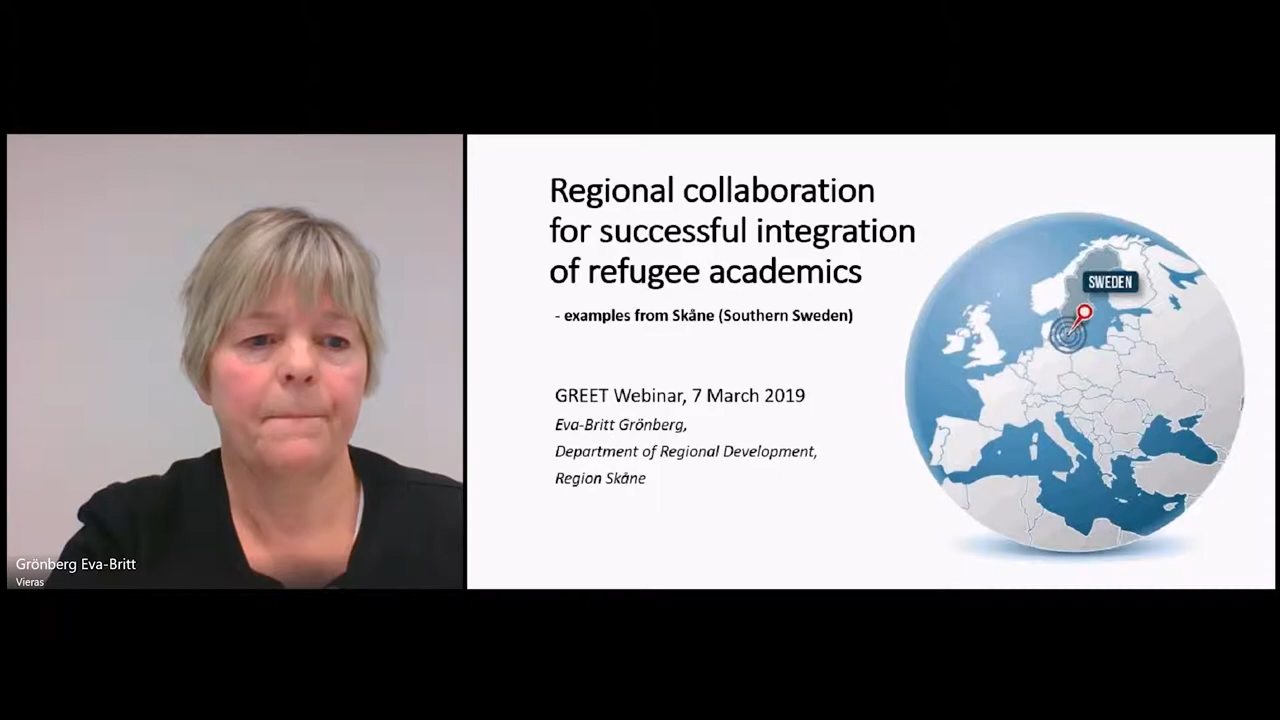 Regional collaboration
for successful integration
of refugee academics
- examples from Skåne (Southern Sweden)
SWEDEN
GREET Webinar, 7 March 2019
Eva-Britt Grönberg,
Department of Regional Development,
Region Skåne
Grönberg Eva-Britt
Vieras